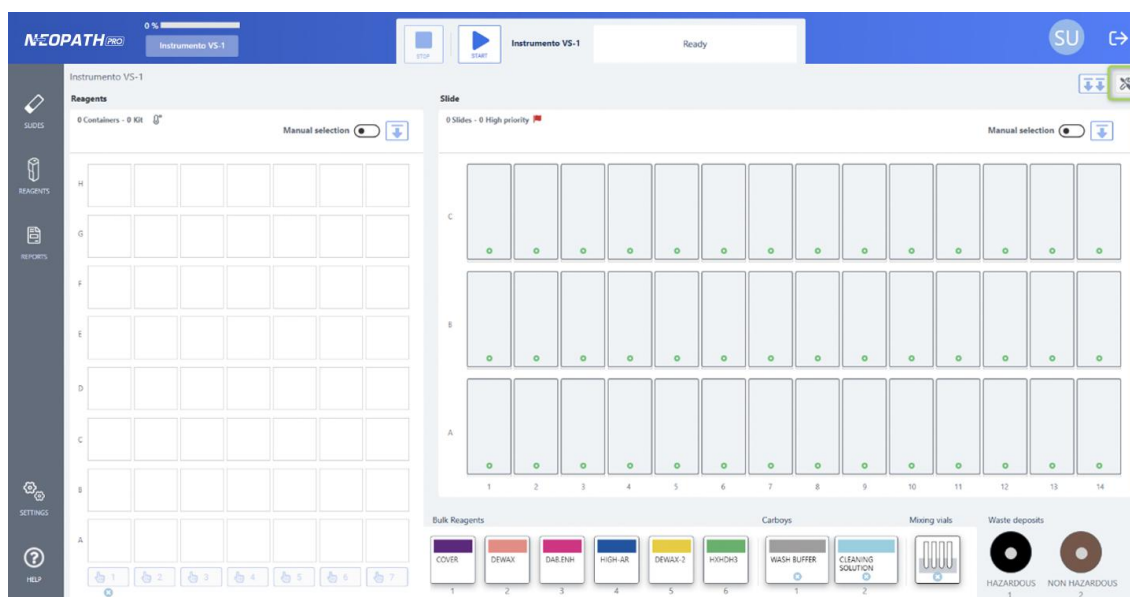 NEOPATH PRO
0 %
Instrumento VS-1
STOP
START
Instrumento VS-1
Ready
SU
Instrumento VS-1
Reagents
0 Containers - 0 Kit
Manual selection
Slide
0 Slides - 0 High priority
Manual selection
SLIDES
REAGENTS
REPORTS
SETTINGS
HELP
H
G
F
E
D
C
B
A
1 2 3 4 5 6 7
C
B
A
1 2 3 4 5 6 7 8 9 10 11 12 13 14
Bulk Reagents
COVER DEWAX DAB.ENH HIGH-AR DEWAX-2 HXHOH3
1 2 3 4 5 6
Carboys
WASH BUFFER
CLEANING
SOLUTION
1 2
Mixing vials
Waste deposits
HAZARDOUS NON HAZARDOUS
1 2